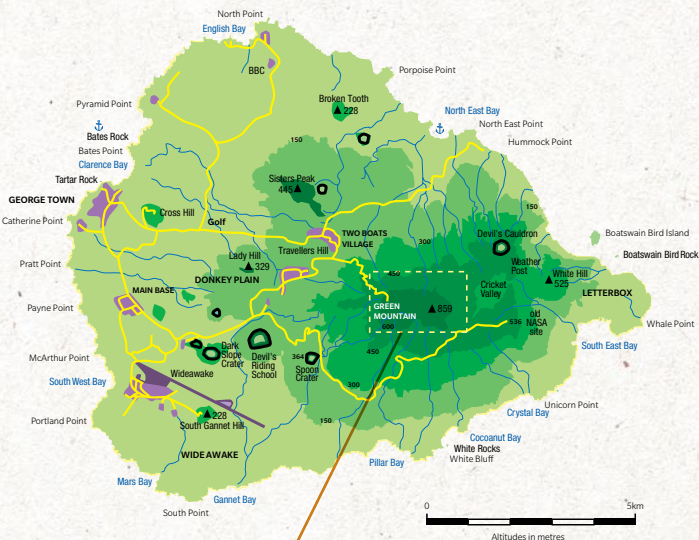 North Point
English Bay
BBC
Porpoise Point
Broken Tooth
228
Pyramid Point
North East Bay
North East Point
Bates Rock
150
Hummock Point
Bates Point
Clarence Bay
Tartar Rock
Sisters Peak
445
GEORGE TOWN
150
Catherine Point
Cross Hill
Golf
TWO BOATS
VILLAGE
300
Devil's Cauldron
Boatswain Bird Island
Travellers Hill
Lady Hill
329
Boatswain Bird Rock
Pratt Point
Weather
Post
White Hill
525
450
DONKEY PLAIN
Cricket
Valley
MAIN BASE
LETTERBOX
Payne Point
GREEN
MOUNTAIN
859
600
536
old
NASA
site
Whale Point
South East Bay
McArthur Point
Dark
Slope
Crater
Devil's
Riding
School
364
Spoon
Crater
450
South West Bay
Wideawake
300
Unicorn Point
Crystal Bay
228
South Gannet Hill
150
Portland Point
Cocoanut Bay
White Rocks
White Bluff
WIDEAWAKE
Pillar Bay
Mars Bay
Gannet Bay
South Point
0
5km
Altitudes in metres